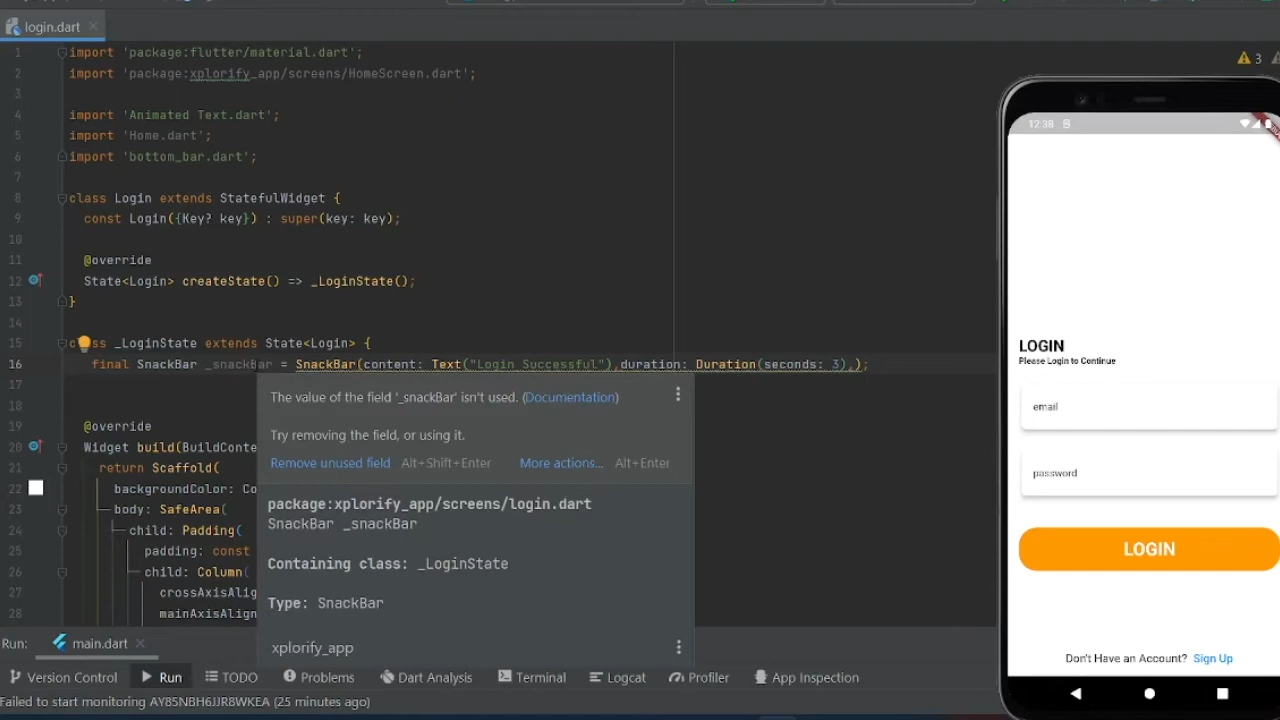 login.dart
1 import 'package:flutter/material.dart';
2 import 'package:xplorify_app/screens/HomeScreen.dart';
3
4 import 'Animated Text.dart';
5 import 'Home.dart';
6 import 'bottom_bar.dart';
7
8 class Login extends StatefulWidget {
9 const Login({Key? key}) : super(key: key);
10
11 @override
12 State<Login> createState() => _LoginState();
13 }
14
15 c ss _LoginState extends State<Login> {
16 final SnackBar _snackBar = SnackBar(content: Text("Login Successful"),duration: Duration(seconds: 3),);
17
18
19 @override
20 Widget build(BuildConte
21 return Scaffold(
22 backgroundColor: Co
23 body: SafeArea(
24 child: Padding(
25 padding: const
26 child: Column(
27 crossAxisAlig
28 mainAxisAlign
The value of the field '_snackBar' isn't used. (Documentation)
Try removing the field, or using it.
Remove unused field Alt+Shift+Enter More actions... Alt+Enter
package:xplorify_app/screens/login.dart
SnackBar _snackBar
Containing class: _LoginState
Type: SnackBar
xplorify_app
3
12:38
LOGIN
Please Login to Continue
email
password
LOGIN
Don't Have an Account? Sign Up
Run: main.dart
Version Control Run TODO Problems Dart Analysis Terminal Logcat Profiler App Inspection
Failed to start monitoring AY85NBH6JJR8WKEA (25 minutes ago)